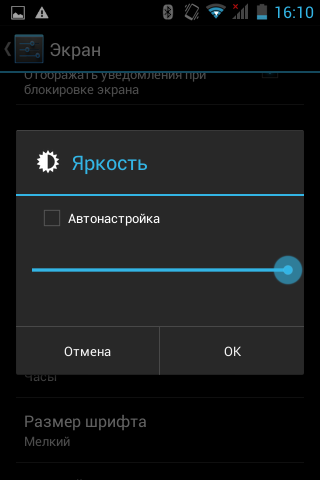 16:10
Экран
Отображать уведомления при
блокировке экрана
Яркость
Автонастройка
Отмена
OK
Часы
Размер шрифта
Мелкий